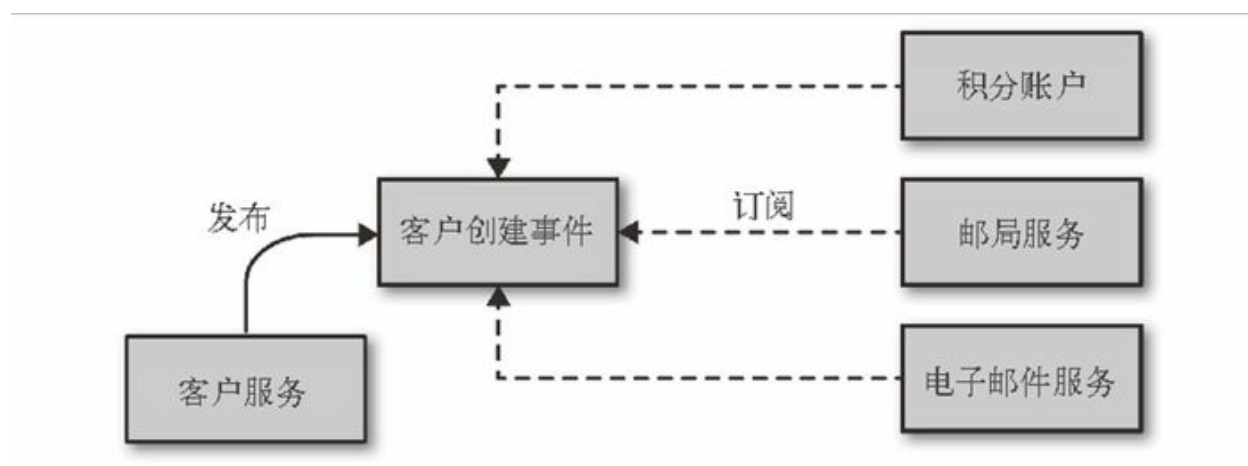 积分账户
发布
客户创建事件
订阅
邮局服务
客户服务
电子邮件服务